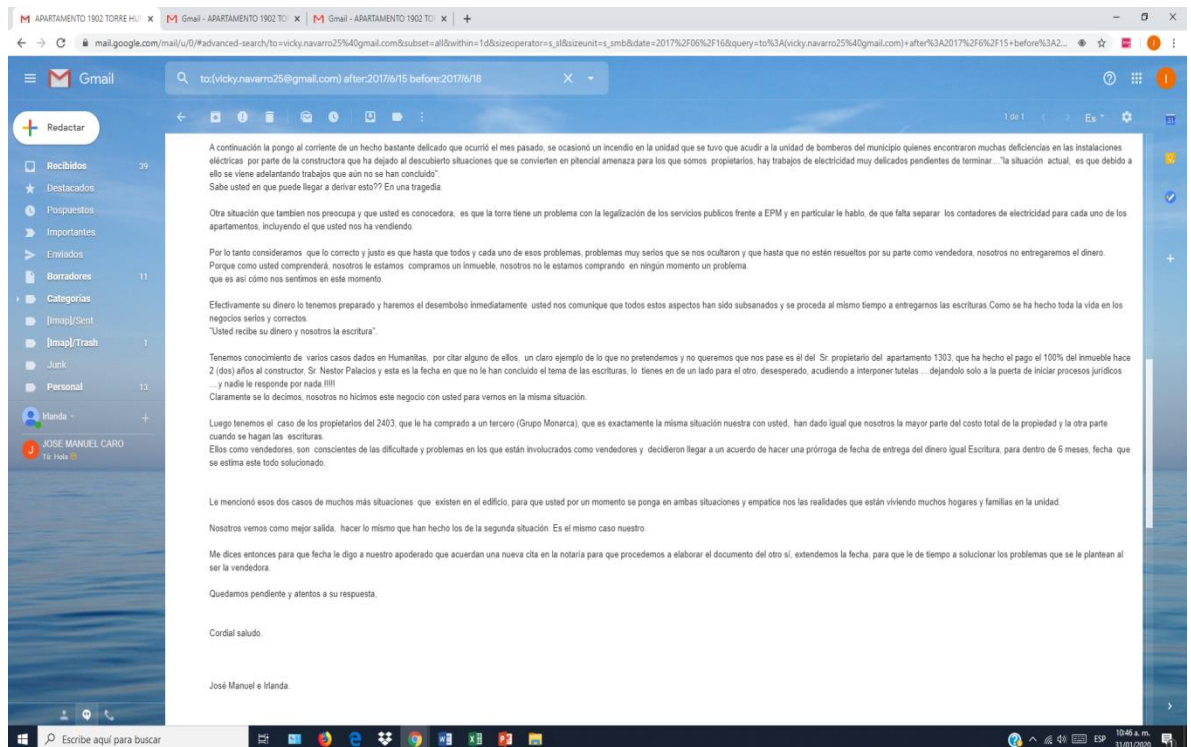 APARTAMENTO 1902 TORRE HU
Gmail - APARTAMENTO 1902 TO
Gmail - APARTAMENTO 1902 TO
mail.google.com/mail/u/0/#advanced-search/to=vicky.navarro25%40gmail.com&subset=all&within=1d&sizeoperator=s_sl&sizeunit=s_smb&date=2017%2F06%2F16&query=to%3A(vicky.navarro25%40gmail.com)+after%3A2017%2F6%2F15+before%3A2...
Gmail
to:(vicky.navarro25@gmail.com) after:2017/6/15 before:2017/6/18
Redactar
1 de 1
Es
Recibidos 39
Destacados
Pospuestos
Importantes
Enviados
Borradores 11
Categorías
[Imap]/Sent
[Imap]/Trash 1
Junk
Personal 13
Irlanda
JOSE MANUEL CARO
Tú: Hola
A continuación la pongo al corriente de un hecho bastante delicado que ocurrió el mes pasado, se ocasionó un incendio en la unidad que se tuvo que acudir a la unidad de bomberos del municipio quienes encontraron muchas deficiencias en las instalaciones
eléctricas por parte de la constructora que ha dejado al descubierto situaciones que se convierten en pitencial amenaza para los que somos propietarios, hay trabajos de electricidad muy delicados pendientes de terminar...."la situación actual, es que debido a
ello se viene adelantando trabajos que aún no se han concluido".
Sabe usted en que puede llegar a derivar esto?? En una tragedia.
Otra situación que tambien nos preocupa y que usted es conocedora, es que la torre tiene un problema con la legalización de los servicios publicos frente a EPM y en particular le hablo, de que falta separar los contadores de electricidad para cada uno de los
apartamentos, incluyendo el que usted nos ha vendiendo.
Por lo tanto consideramos que lo correcto y justo es que hasta que todos y cada uno de esos problemas, problemas muy serios que se nos ocultaron y que hasta que no estén resueltos por su parte como vendedora, nosotros no entregaremos el dinero.
Porque como usted comprenderá, nosotros le estamos compramos un inmueble, nosotros no le estamos comprando en ningún momento un problema.
que es así cómo nos sentimos en este momento.
Efectivamente su dinero lo tenemos preparado y haremos el desembolso inmediatamente usted nos comunique que todos estos aspectos han sido subsanados y se proceda al mismo tiempo a entregarnos las escrituras.Como se ha hecho toda la vida en los
negocios serios y correctos.
"Usted recibe su dinero y nosotros la escritura".
Tenemos conocimiento de varios casos dados en Humanitas, por citar alguno de ellos, un claro ejemplo de lo que no pretendemos y no queremos que nos pase es él del Sr. propietario del apartamento 1303, que ha hecho el pago el 100% del inmueble hace
2 (dos) años al constructor, Sr. Nestor Palacios y esta es la fecha en que no le han concluido el tema de las escrituras, lo tienes en de un lado para el otro, desesperado, acudiendo a interponer tutelas ....dejandolo solo a la puerta de iniciar procesos jurídicos
....y nadie le responde por nada.!!!!!
Claramente se lo decimos, nosotros no hicimos este negocio con usted para vernos en la misma situación.
Luego tenemos el caso de los propietarios del 2403, que le ha comprado a un tercero (Grupo Monarca), que es exactamente la misma situación nuestra con usted, han dado igual que nosotros la mayor parte del costo total de la propiedad y la otra parte
cuando se hagan las escrituras.
Ellos como vendedores, son conscientes de las dificultade y problemas en los que están involucrados como vendedores y decidieron llegar a un acuerdo de hacer una prórroga de fecha de entrega del dinero igual Escritura, para dentro de 6 meses, fecha que
se estima este todo solucionado.
Le mencionó esos dos casos de muchos más situaciones que existen en el edificio, para que usted por un momento se ponga en ambas situaciones y empatice nos las realidades que están viviendo muchos hogares y familias en la unidad.
Nosotros vemos como mejor salida, hacer lo mismo que han hecho los de la segunda situación. Es el mismo caso nuestro.
Me dices entonces para que fecha le digo a nuestro apoderado que acuerdan una nueva cita en la notaría para que procedemos a elaborar el documento del otro sí, extendemos la fecha, para que le de tiempo a solucionar los problemas que se le plantean al
ser la vendedora.
Quedamos pendiente y atentos a su respuesta,
Cordial saludo.
José Manuel e Irlanda.
Escribe aquí para buscar
ESP
10:46 a. m.
31/01/2020